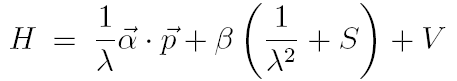 $H = \frac{1}{\lambda} \vec{\alpha} \cdot \vec{p} + \beta \left( \frac{1}{\lambda^2} + S \right) + V$